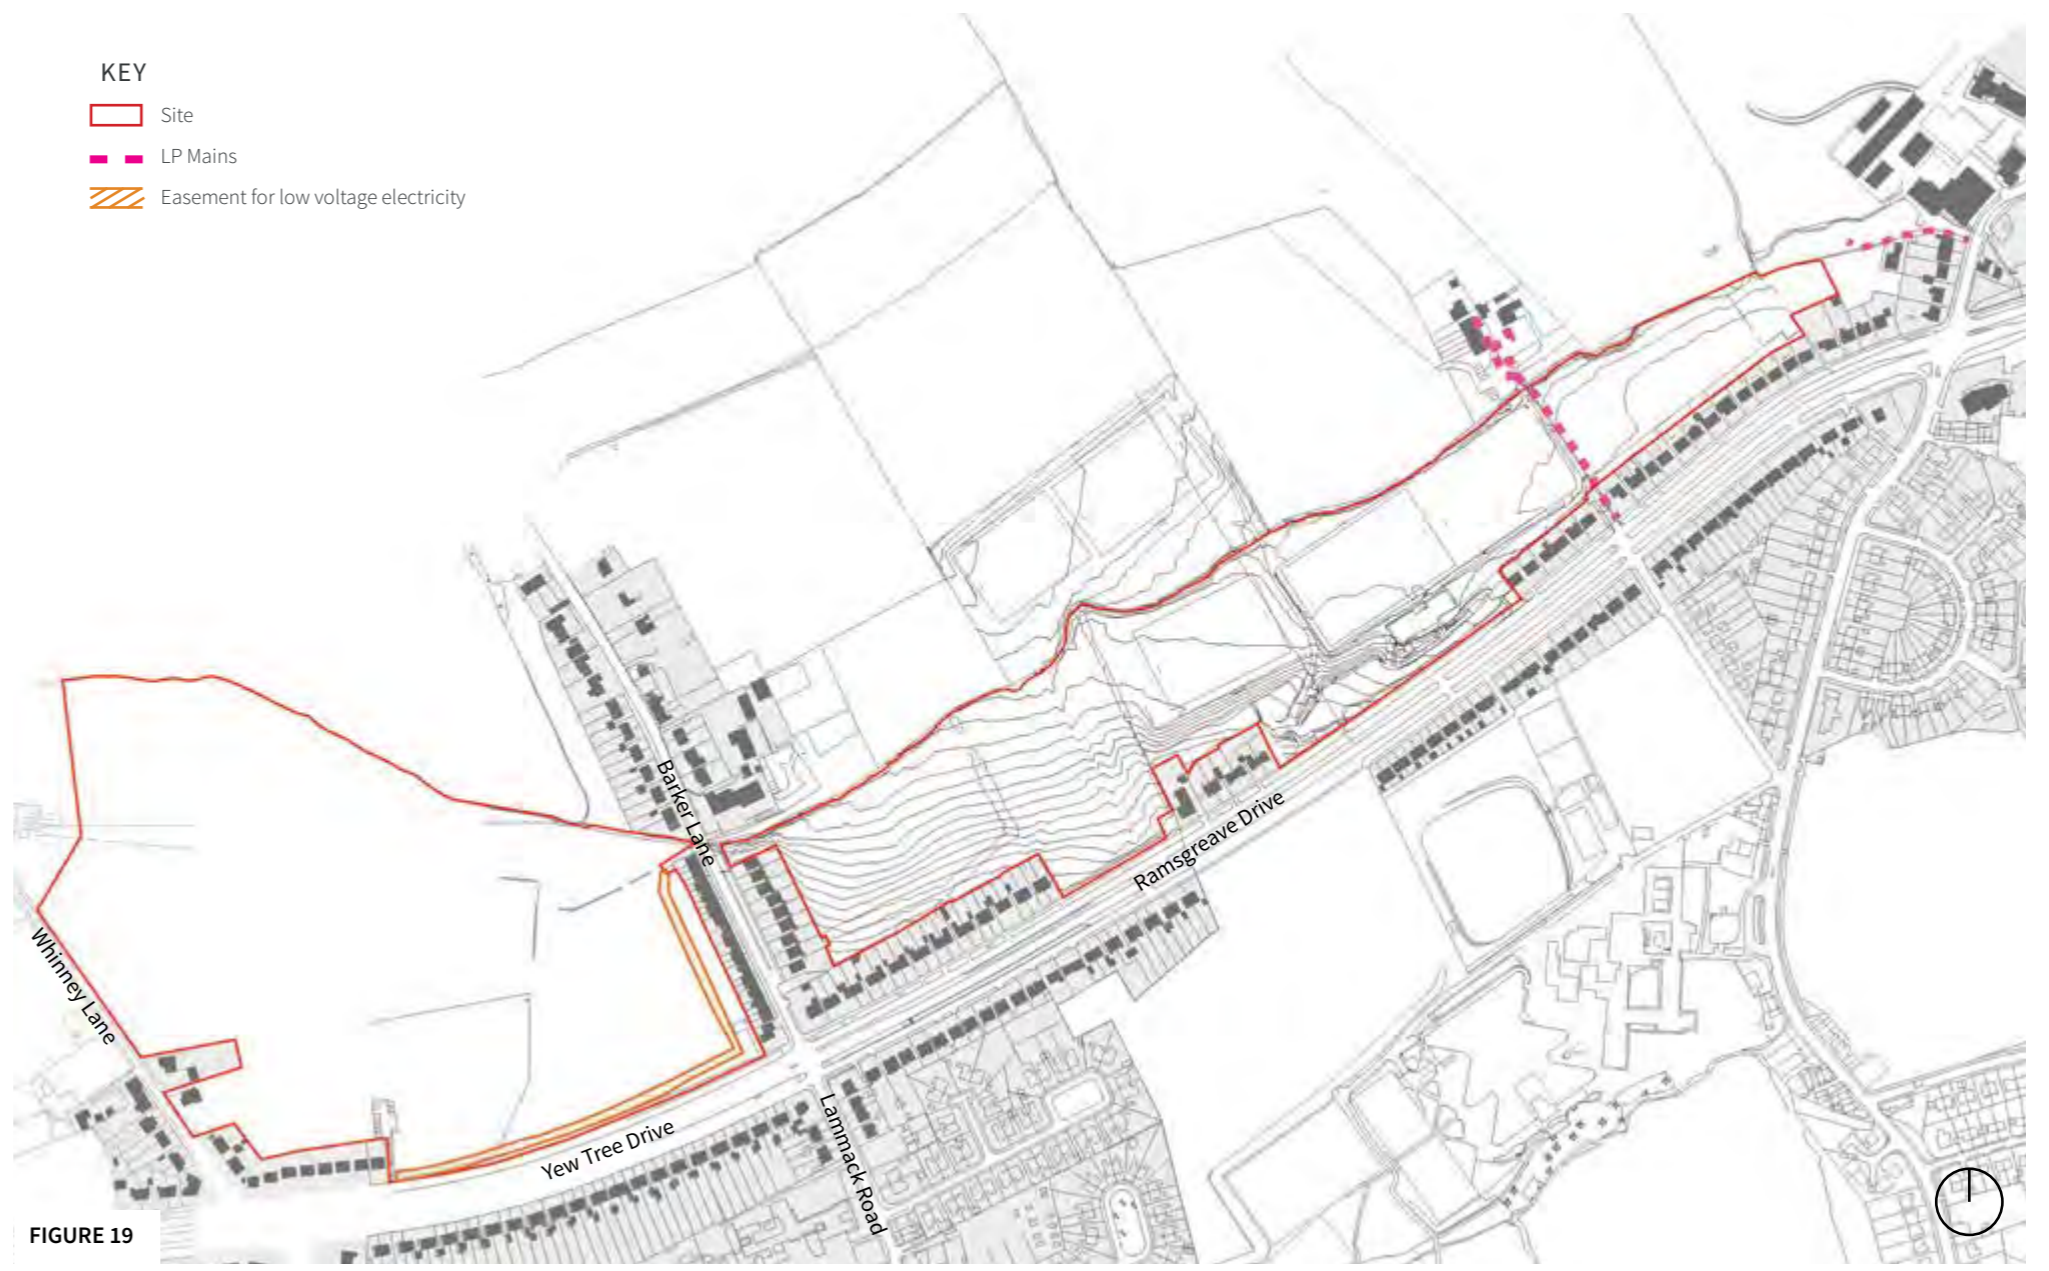 KEY
Site
LP Mains
Easement for low voltage electricity
Barker Lane
Ramsgreave Drive
Whinney Lane
Yew Tree Drive
Lammack Road
FIGURE 19